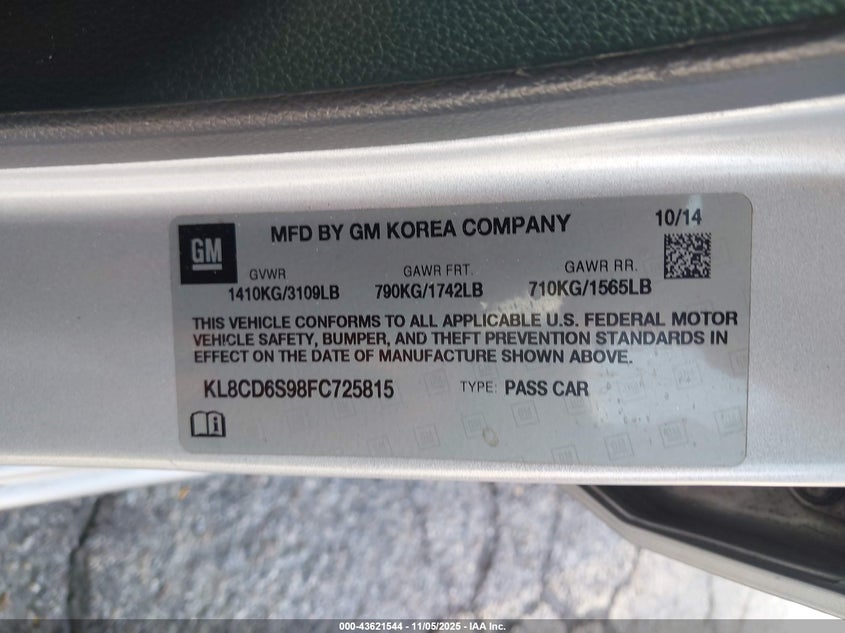 GM
MFD BY GM KOREA COMPANY
10/14
GVWR
GAWR FRT.
GAWR RR.
1410KG/3109LB
790KG/1742LB
710KG/1565LB
THIS VEHICLE CONFORMS TO ALL APPLICABLE U.S. FEDERAL MOTOR
VEHICLE SAFETY, BUMPER, AND THEFT PREVENTION STANDARDS IN
EFFECT ON THE DATE OF MANUFACTURE SHOWN ABOVE.
KL8CD6S98FC725815
TYPE: PASS CAR
000-43621544 — 11/05/2025 — IAA Inc.